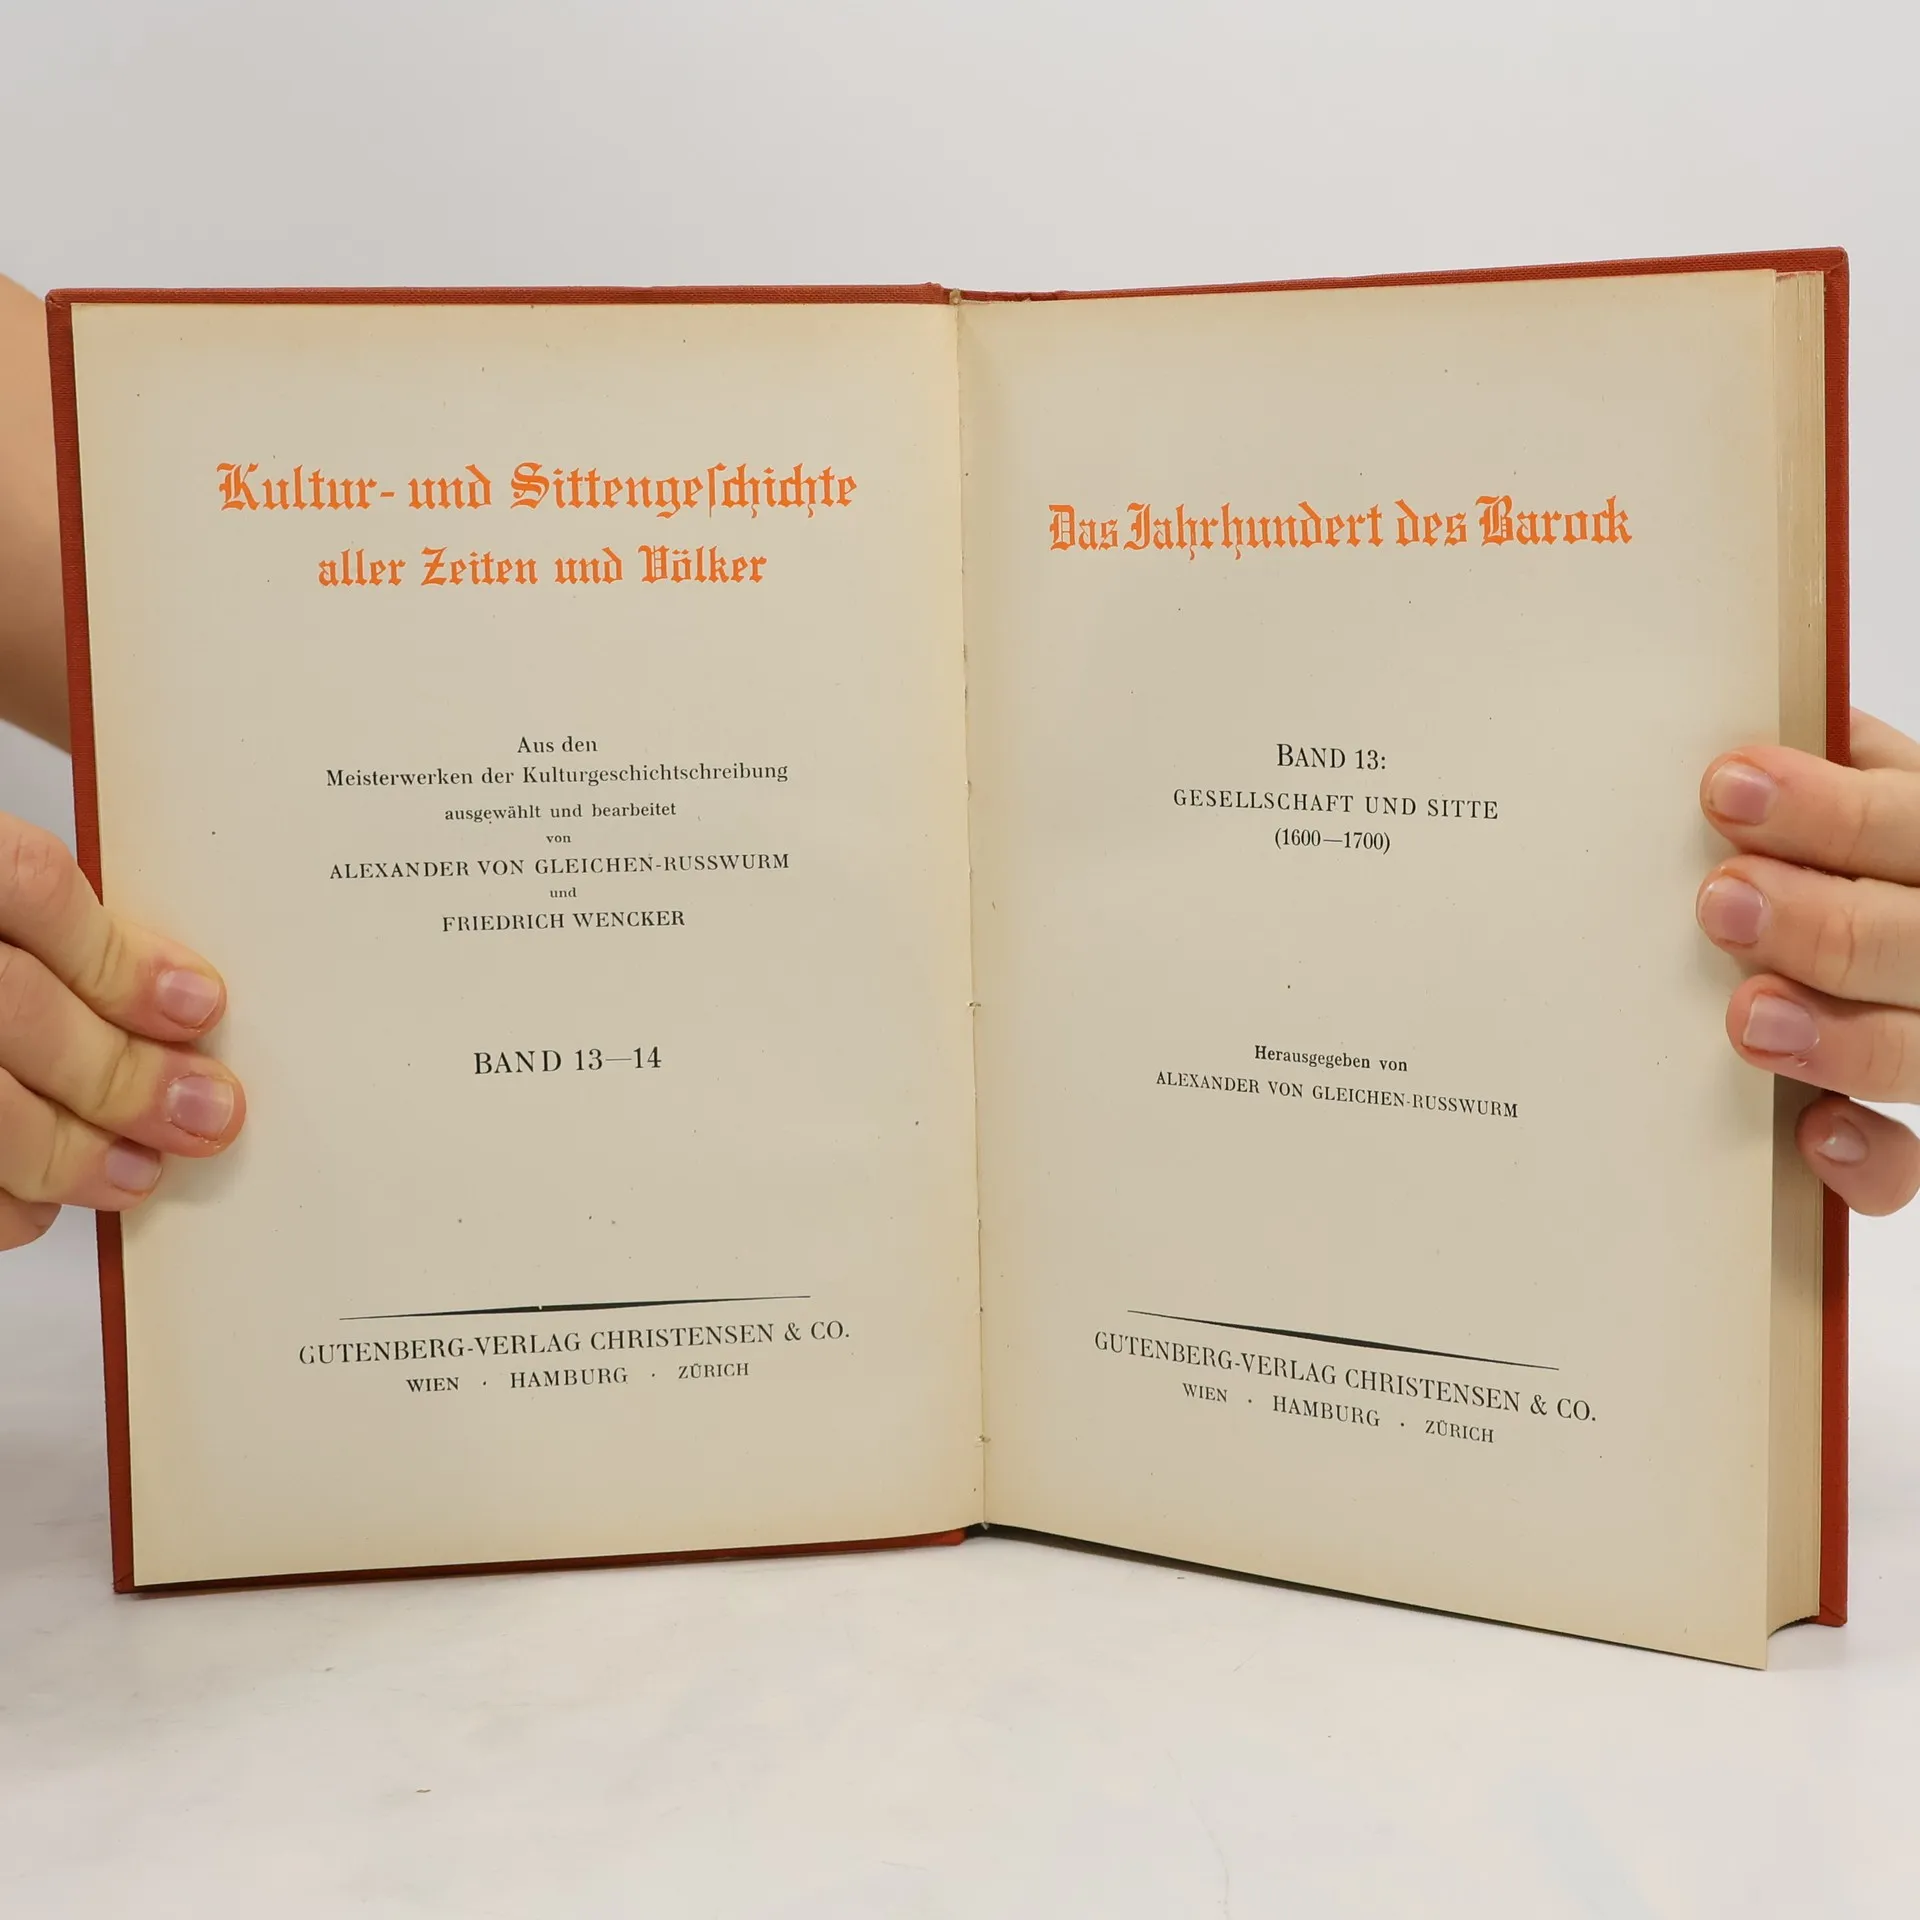 Kultur- und Sittengeſchichte
aller Zeiten und Völker
Aus den
Meisterwerken der Kulturgeschichtschreibung
ausgewählt und bearbeitet
von
ALEXANDER VON GLEICHEN-RUSSWURM
und
FRIEDRICH WENCKER
BAND 13—14
GUTENBERG-VERLAG CHRISTENSEN & CO.
WIEN · HAMBURG · ZÜRICH
Das Jahrhundert des Barock
BAND 13:
GESELLSCHAFT UND SITTE
(1600—1700)
Herausgegeben von
ALEXANDER VON GLEICHEN-RUSSWURM
GUTENBERG-VERLAG CHRISTENSEN & CO.
WIEN · HAMBURG · ZÜRICH